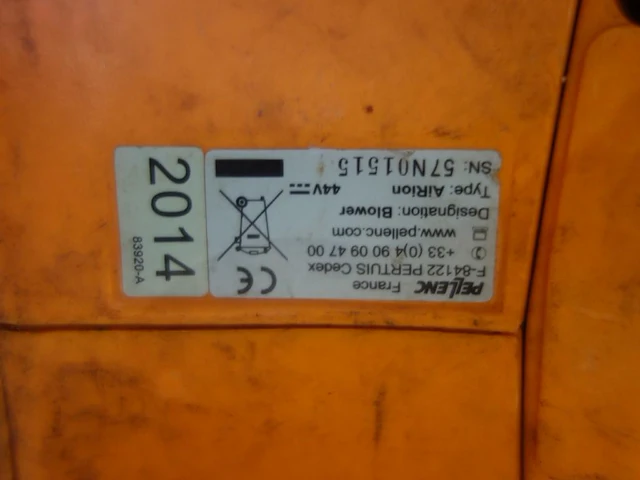 PELLENC France
F-84122 PERTUIS Cedex
+33 (0)4 90 09 47 00
www.pellenc.com
Designation: Blower
Type: AiRion 44V
SN: 57N01515
CE
2014
83920-A